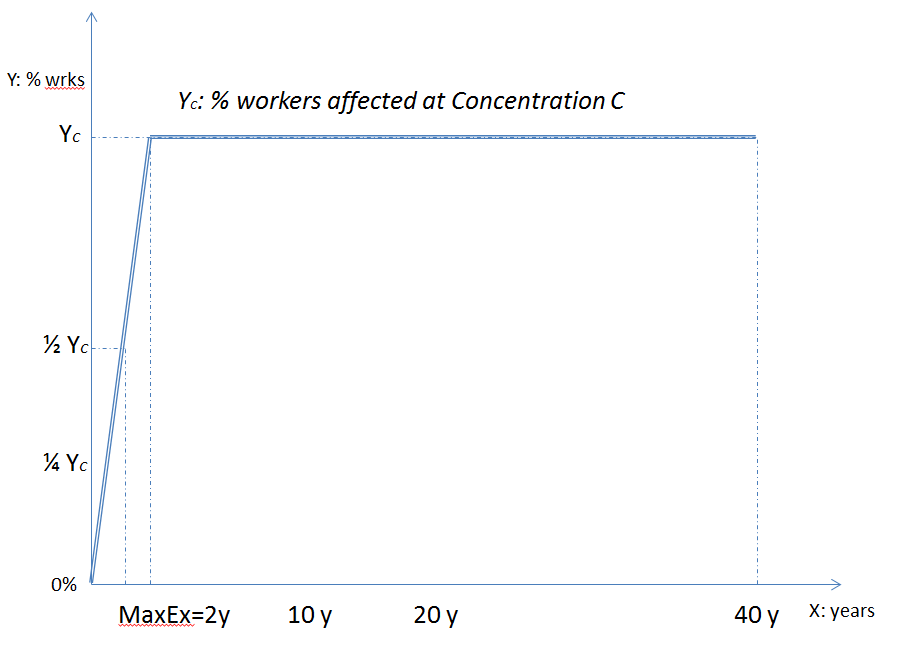 Y: % wrks
Yc: % workers affected at Concentration C
Yc
½ Yc
¼ Yc
0%
MaxEx=2y 10 y 20 y 40 y X: years